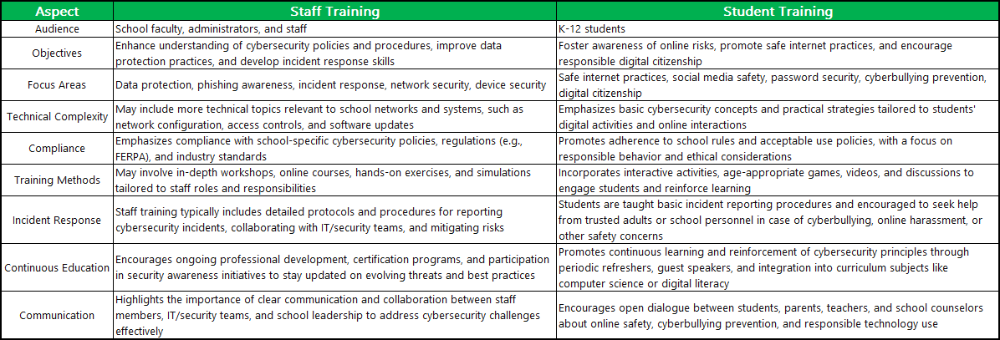 Aspect Staff Training Student Training
Audience School faculty, administrators, and staff K-12 students
Objectives
Enhance understanding of cybersecurity policies and procedures, improve data
protection practices, and develop incident response skills
Foster awareness of online risks, promote safe internet practices, and encourage
responsible digital citizenship
Focus Areas
Data protection, phishing awareness, incident response, network security, device security
Safe internet practices, social media safety, password security, cyberbullying prevention,
digital citizenship
Technical Complexity
May include more technical topics relevant to school networks and systems, such as
network configuration, access controls, and software updates
Emphasizes basic cybersecurity concepts and practical strategies tailored to students'
digital activities and online interactions
Compliance
Emphasizes compliance with school-specific cybersecurity policies, regulations (e.g.,
FERPA), and industry standards
Promotes adherence to school rules and acceptable use policies, with a focus on
responsible behavior and ethical considerations
Training Methods
May involve in-depth workshops, online courses, hands-on exercises, and simulations
tailored to staff roles and responsibilities
Incorporates interactive activities, age-appropriate games, videos, and discussions to
engage students and reinforce learning
Incident Response
Staff training typically includes detailed protocols and procedures for reporting
cybersecurity incidents, collaborating with IT/security teams, and mitigating risks
Students are taught basic incident reporting procedures and encouraged to seek help
from trusted adults or school personnel in case of cyberbullying, online harassment, or
other safety concerns
Continuous Education
Encourages ongoing professional development, certification programs, and participation
in security awareness initiatives to stay updated on evolving threats and best practices
Promotes continuous learning and reinforcement of cybersecurity principles through
periodic refreshers, guest speakers, and integration into curriculum subjects like
computer science or digital literacy
Communication
Highlights the importance of clear communication and collaboration between staff
members, IT/security teams, and school leadership to address cybersecurity challenges
effectively
Encourages open dialogue between students, parents, teachers, and school counselors
about online safety, cyberbullying prevention, and responsible technology use